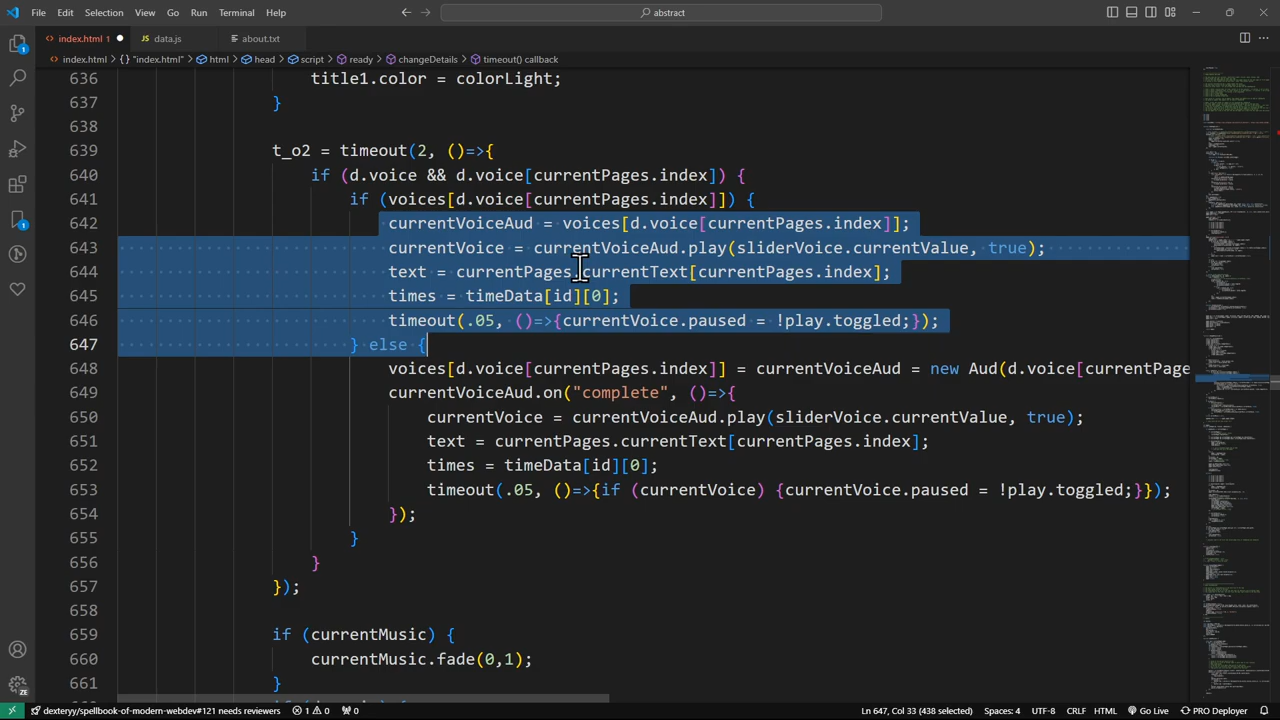 File Edit Selection View Go Run Terminal Help
abstract
index.html 1 data.js about.txt
index.html > {} "index.html" > html > head > script > ready > changeDetails > timeout() callback
636 title1.color = colorLight;
637 }
638
639 t_o2 = timeout(2, ()=>{
640 if (d.voice && d.voice[currentPages.index]) {
641 if (voices[d.voice[currentPages.index]]) {
642 currentVoiceAud = voices[d.voice[currentPages.index]];
643 currentVoice = currentVoiceAud.play(sliderVoice.currentValue, true);
644 text = currentPages.currentText[currentPages.index];
645 times = timeData[id][0];
646 timeout(.05, ()=>{currentVoice.paused = !play.toggled;});
647 } else {
648 voices[d.voice[currentPages.index]] = currentVoiceAud = new Aud(d.voice[currentPage
649 currentVoiceAud.on("complete", ()=>{
650 currentVoice = currentVoiceAud.play(sliderVoice.currentValue, true);
651 text = currentPages.currentText[currentPages.index];
652 times = timeData[id][0];
653 timeout(.05, ()=>{if (currentVoice) {currentVoice.paused = !play.toggled;}});
654 });
655 }
656 }
657 });
658
659 if (currentMusic) {
660 currentMusic.fade(0,1);
661 }
dexterity/spellbook-of-modern-webdev#121 needs reviewers 1 0 0 Ln 647, Col 33 (438 selected) Spaces: 4 UTF-8 CRLF HTML Go Live PRO Deployer